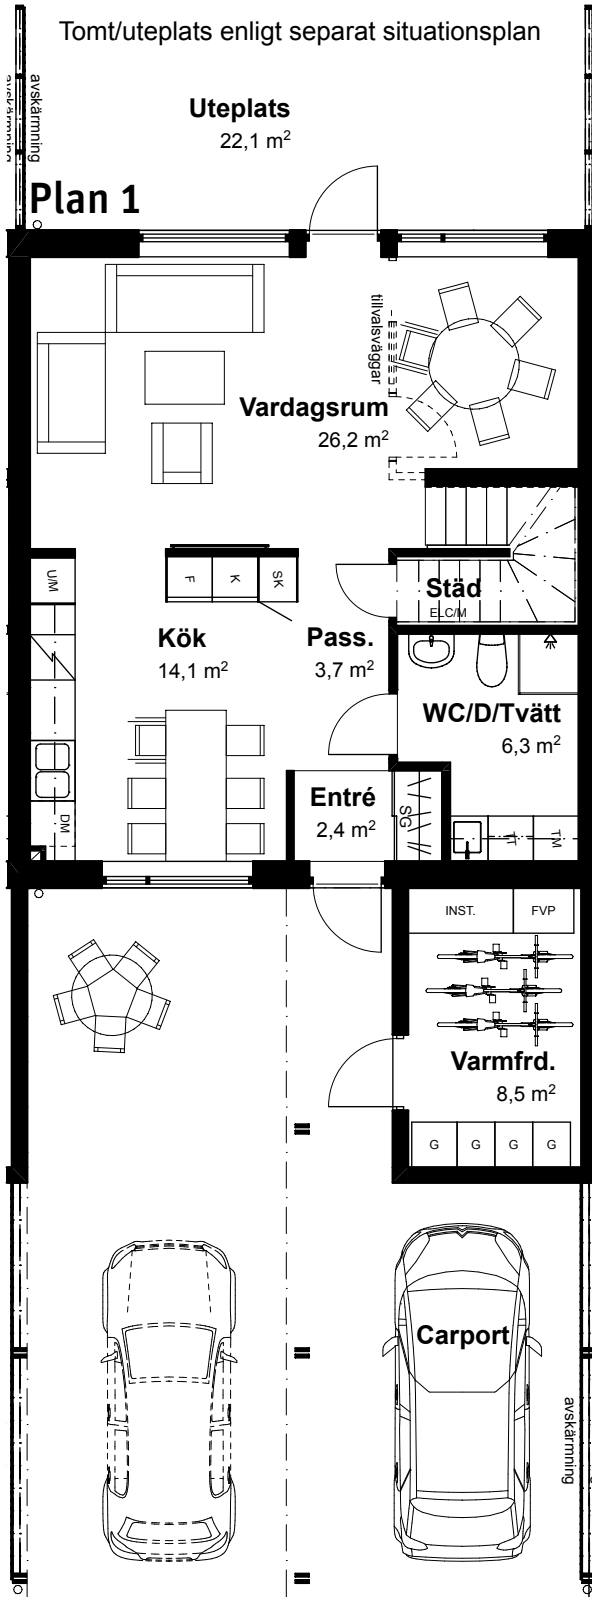 Tomt/uteplats enligt separat situationsplan
avskärmning
avskärmning
Uteplats
22,1 m²
Plan 1
tillvalsväggar
Vardagsrum
26,2 m²
U/M
F
K
SK
Städ
ELC/M
Kök
14,1 m²
Pass.
3,7 m²
WC/D/Tvätt
6,3 m²
Entré
2,4 m²
SG
DM
TT
TM
INST.
FVP
Varmfrd.
8,5 m²
G
G
G
G
Carport
avskärmning